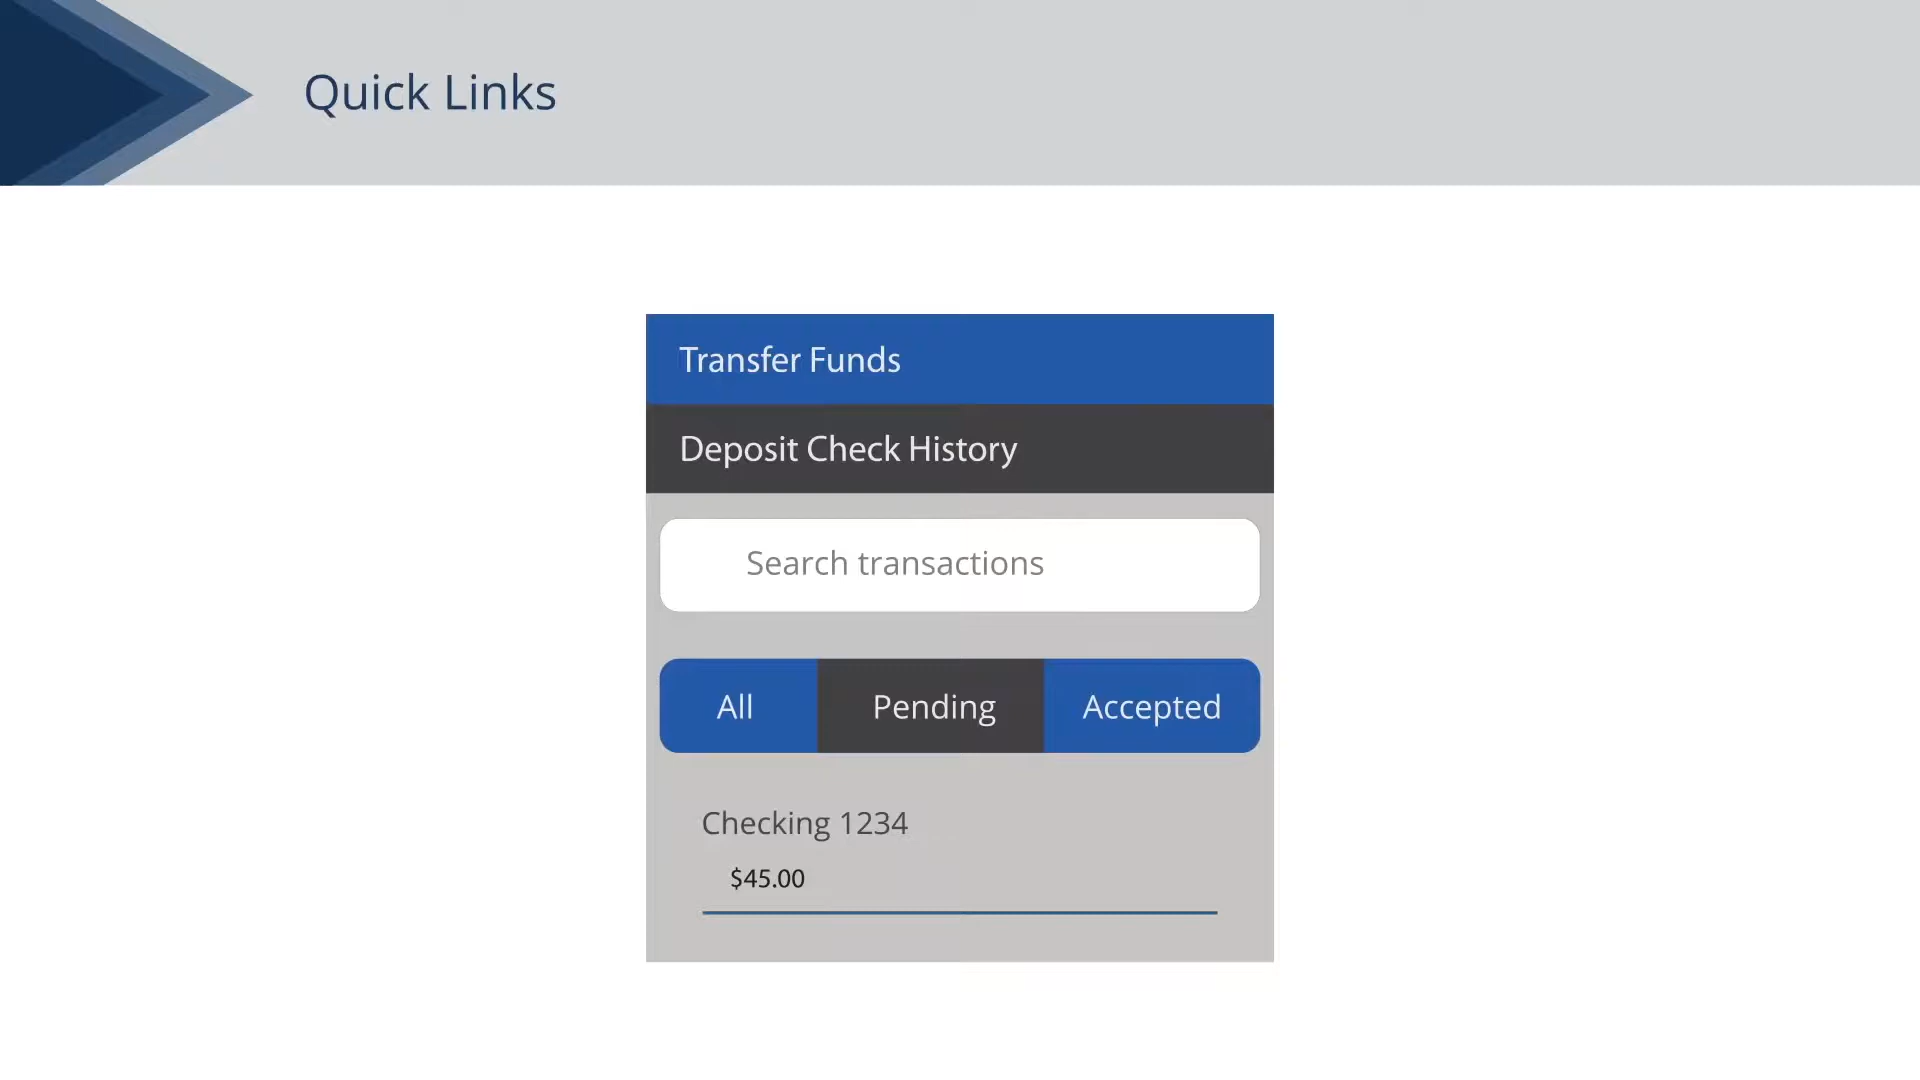 Quick Links
Transfer Funds
Deposit Check History
Search transactions
All Pending Accepted
Checking 1234
$45.00